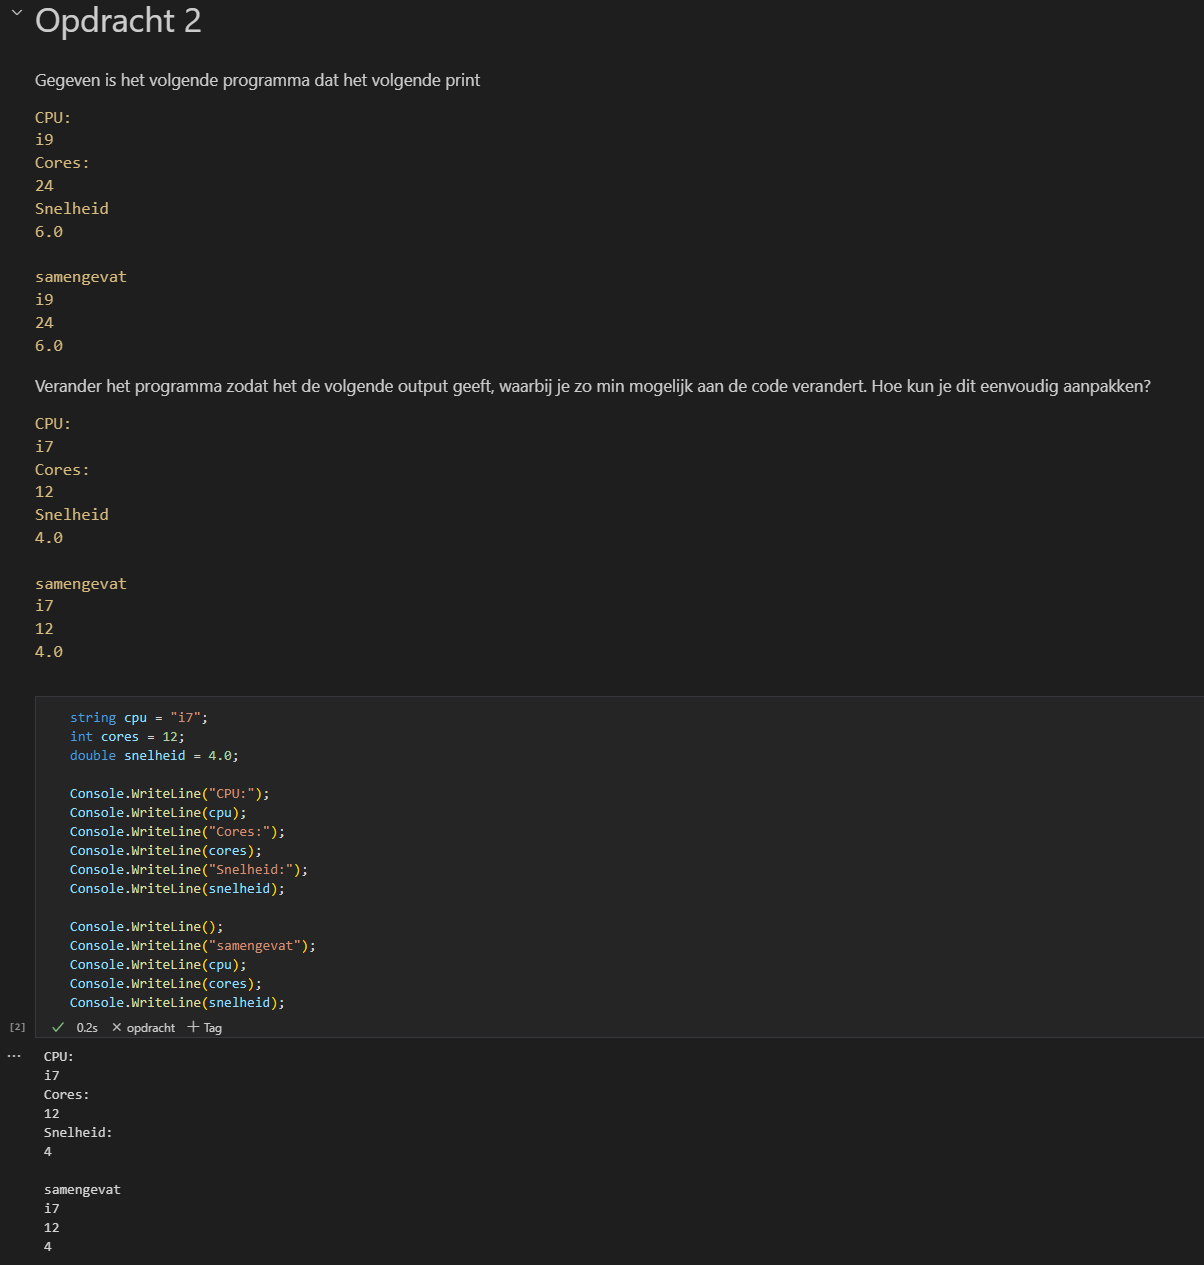 Opdracht 2
Gegeven is het volgende programma dat het volgende print
CPU:
i9
Cores:
24
Snelheid
6.0
samengevat
i9
24
6.0
Verander het programma zodat het de volgende output geeft, waarbij je zo min mogelijk aan de code verandert. Hoe kun je dit eenvoudig aanpakken?
CPU:
i7
Cores:
12
Snelheid
4.0
samengevat
i7
12
4.0
string cpu = "i7";
int cores = 12;
double snelheid = 4.0;
Console.WriteLine("CPU:");
Console.WriteLine(cpu);
Console.WriteLine("Cores:");
Console.WriteLine(cores);
Console.WriteLine("Snelheid:");
Console.WriteLine(snelheid);
Console.WriteLine();
Console.WriteLine("samengevat");
Console.WriteLine(cpu);
Console.WriteLine(cores);
Console.WriteLine(snelheid);
[2] ✓ 0.2s × opdracht + Tag
... CPU:
i7
Cores:
12
Snelheid:
4
samengevat
i7
12
4